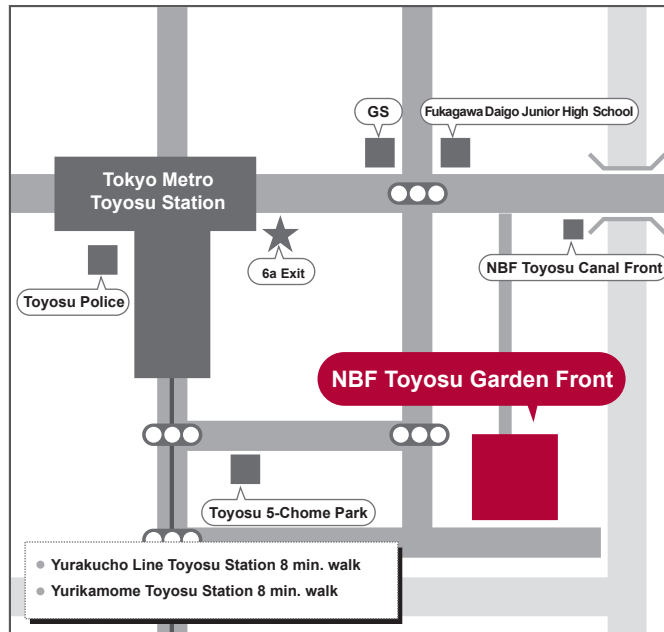 GS
Fukagawa Daigo Junior High School
Tokyo Metro
Toyosu Station
6a Exit
NBF Toyosu Canal Front
Toyosu Police
NBF Toyosu Garden Front
Toyosu 5-Chome Park
Yurakucho Line Toyosu Station 8 min. walk
Yurikamome Toyosu Station 8 min. walk